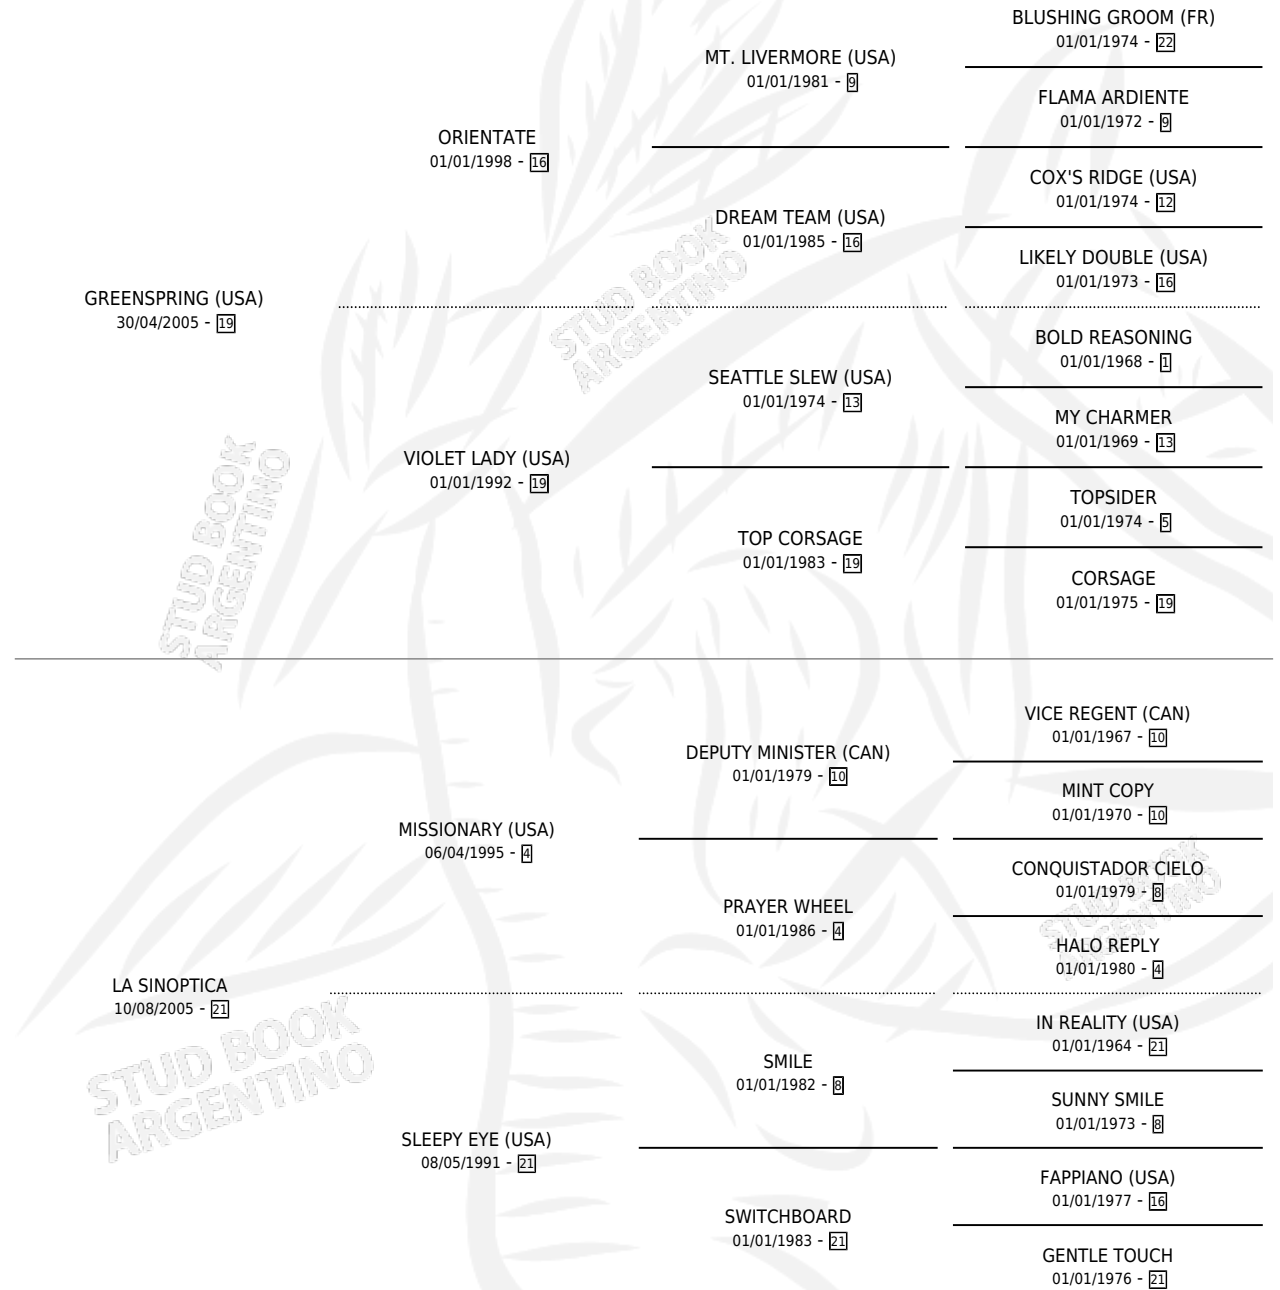 BLUSHING GROOM (FR)
01/01/1974 - 22
MT. LIVERMORE (USA)
01/01/1981 - 9
FLAMA ARDIENTE
01/01/1972 - 9
ORIENTATE
01/01/1998 - 16
COX'S RIDGE (USA)
01/01/1974 - 12
DREAM TEAM (USA)
01/01/1985 - 16
LIKELY DOUBLE (USA)
01/01/1973 - 16
GREENSPRING (USA)
30/04/2005 - 19
STUD BOOK
ARGENTINO
BOLD REASONING
01/01/1968 - 1
SEATTLE SLEW (USA)
01/01/1974 - 13
MY CHARMER
01/01/1969 - 13
VIOLET LADY (USA)
01/01/1992 - 19
TOPSIDER
01/01/1974 - 5
TOP CORSAGE
01/01/1983 - 19
CORSAGE
01/01/1975 - 19
STUD BOOK
ARGENTINO
VICE REGENT (CAN)
01/01/1967 - 10
DEPUTY MINISTER (CAN)
01/01/1979 - 10
MINT COPY
01/01/1970 - 10
MISSIONARY (USA)
06/04/1995 - 4
CONQUISTADOR CIELO
01/01/1979 - 8
PRAYER WHEEL
01/01/1986 - 4
HALO REPLY
01/01/1980 - 4
STUD BOOK
ARGENTINO
LA SINOPTICA
10/08/2005 - 21
IN REALITY (USA)
01/01/1964 - 21
SMILE
01/01/1982 - 8
SUNNY SMILE
01/01/1973 - 8
SLEEPY EYE (USA)
08/05/1991 - 21
FAPPIANO (USA)
01/01/1977 - 16
SWITCHBOARD
01/01/1983 - 21
GENTLE TOUCH
01/01/1976 - 21
STUD BOOK
ARGENTINO